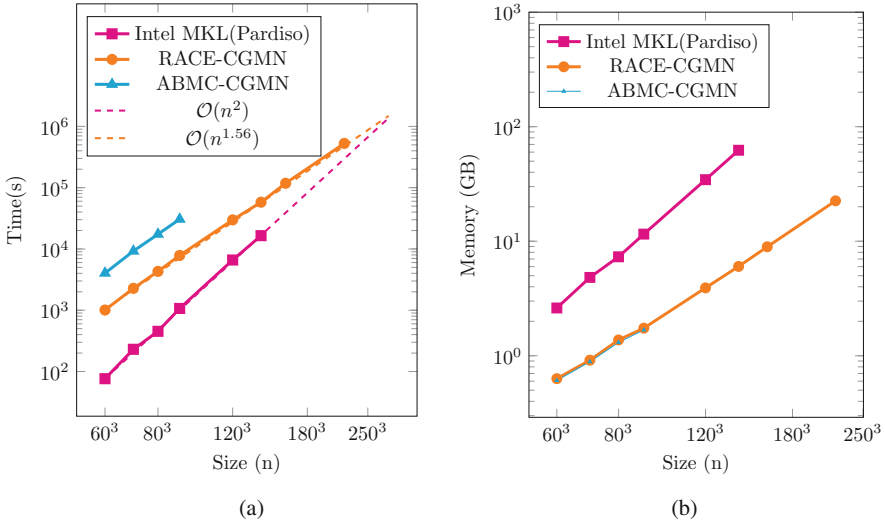 Intel MKL(Pardiso)
RACE-CGMN
ABMC-CGMN
O(n²)
O(n¹·⁵⁶)
10⁶
10⁵
10⁴
10³
10²
Time(s)
60³ 80³ 120³ 180³ 250³
Size (n)
(a)
Intel MKL(Pardiso)
RACE-CGMN
ABMC-CGMN
10³
10²
10¹
10⁰
Memory (GB)
60³ 80³ 120³ 180³ 250³
Size (n)
(b)